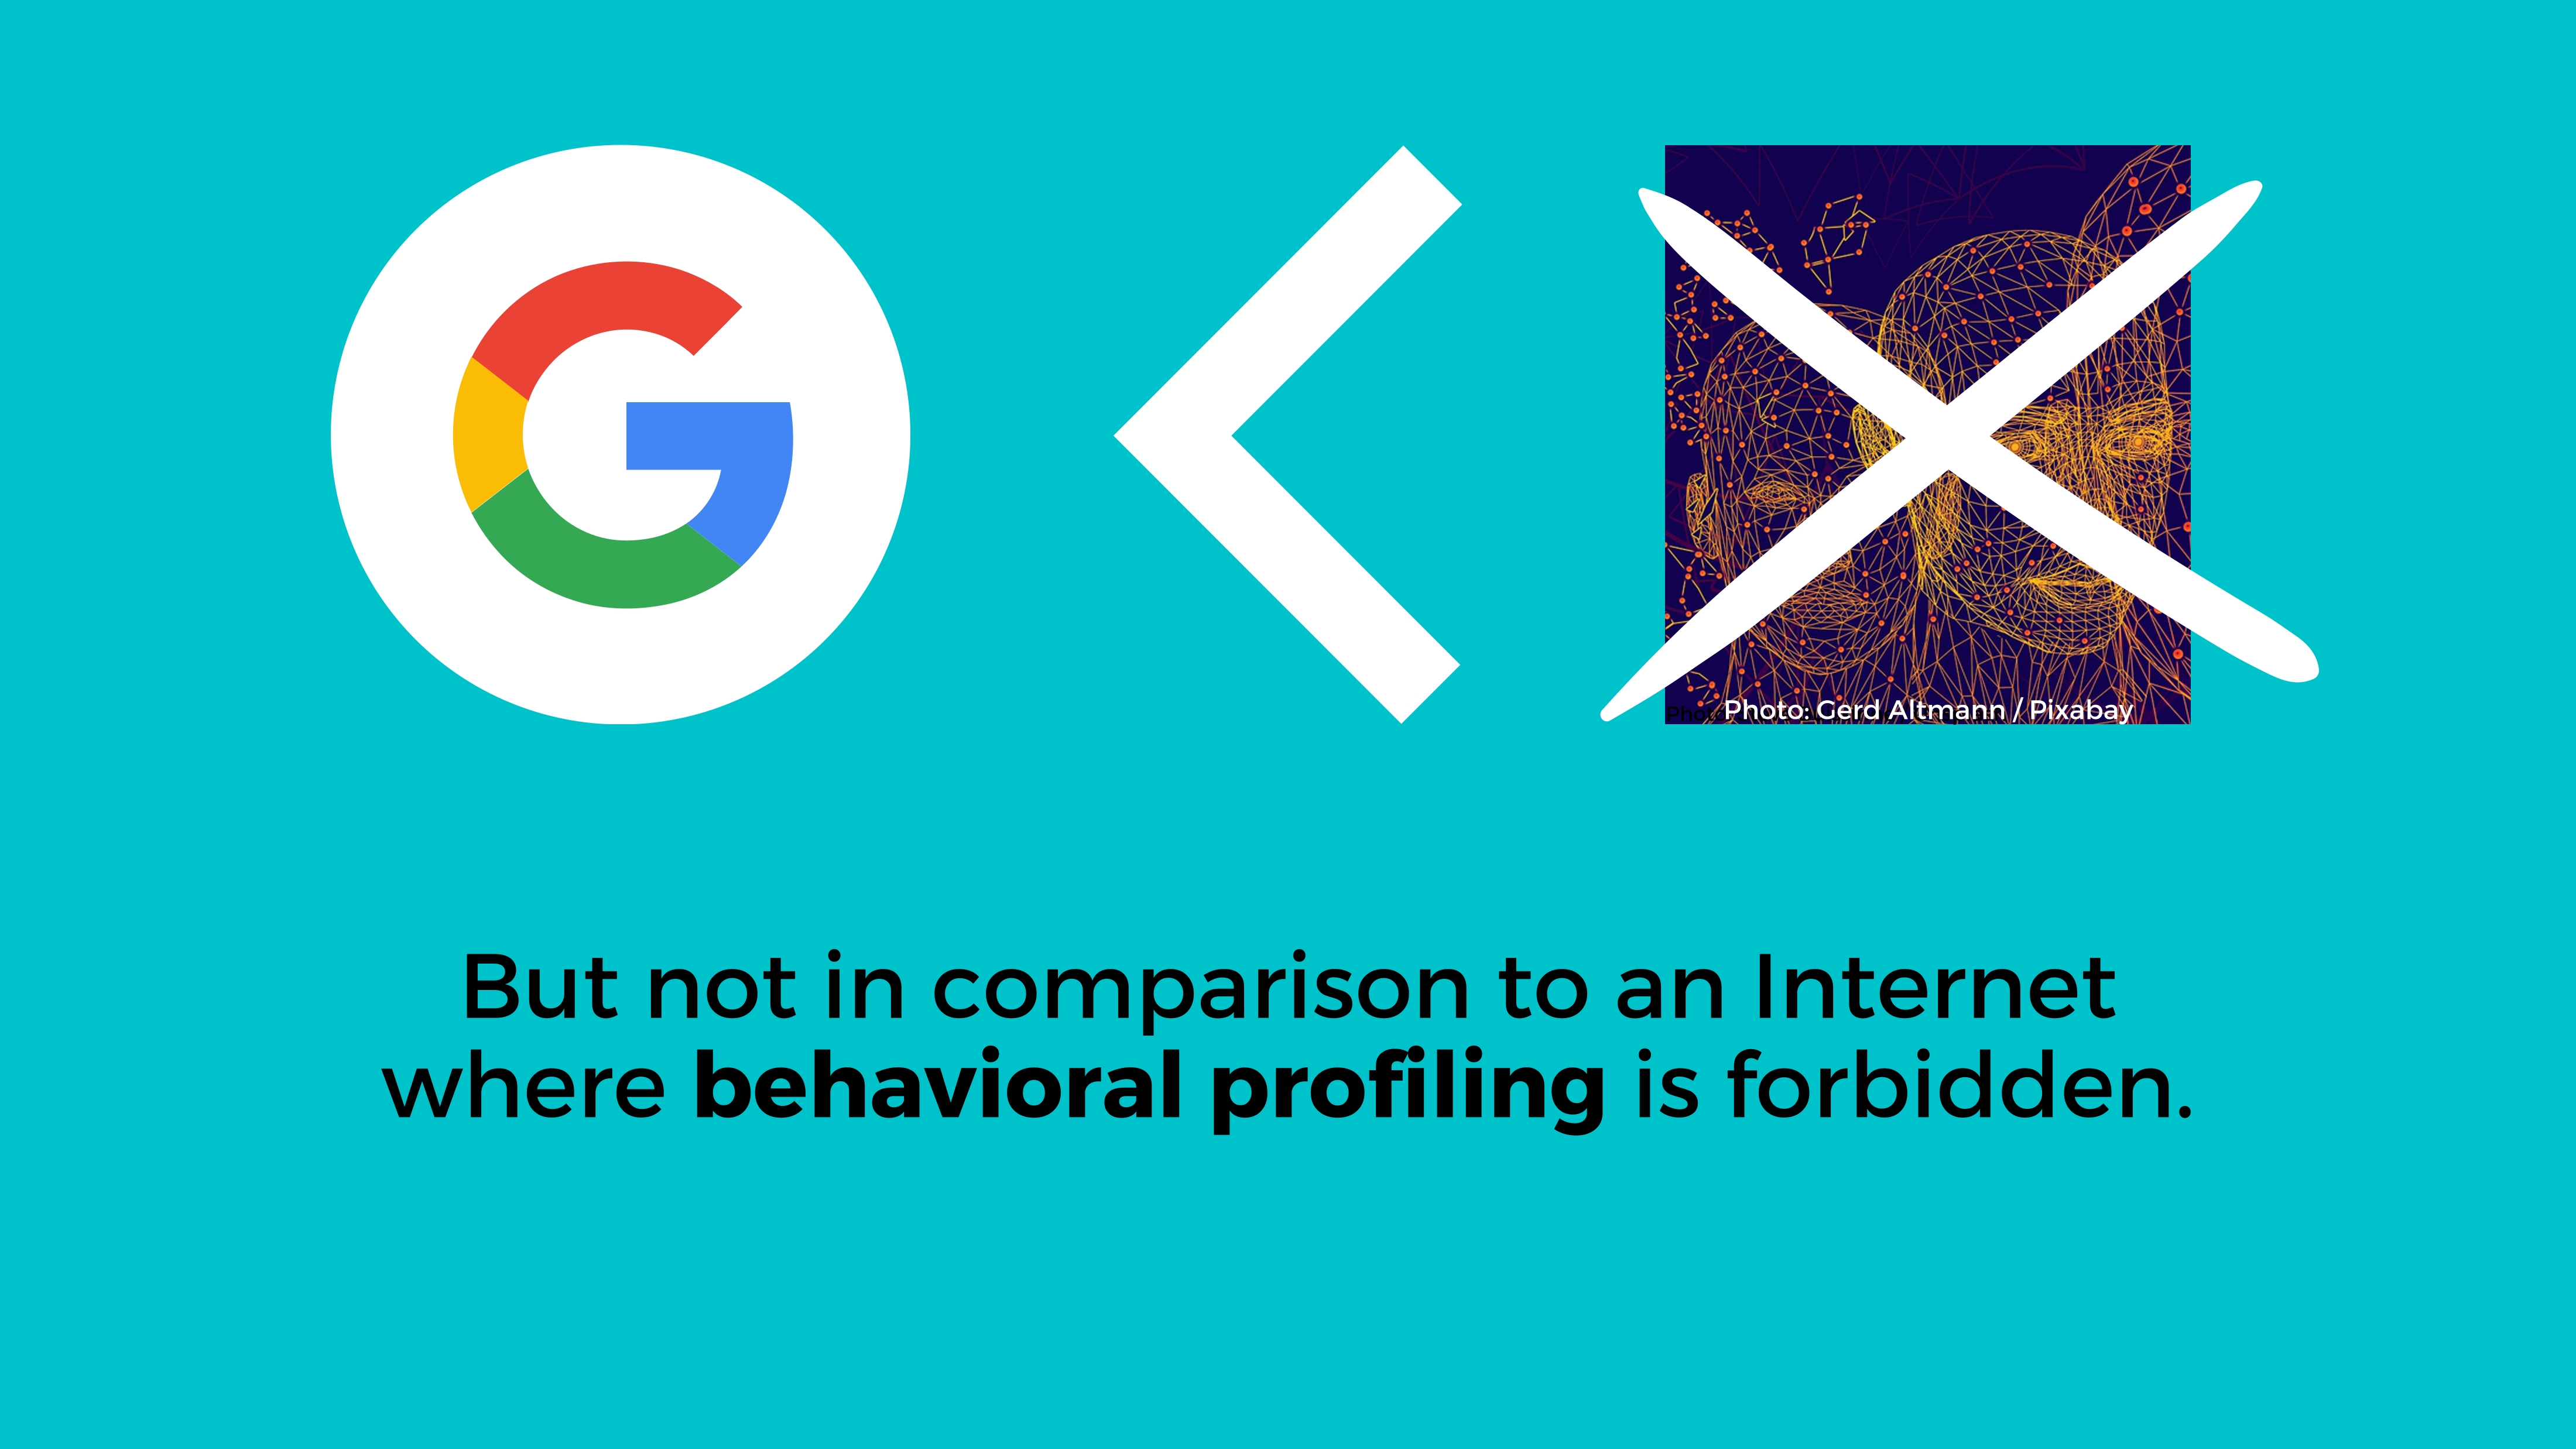 Photo: Gerd Altmann / Pixabay
But not in comparison to an Internet
where behavioral profiling is forbidden.